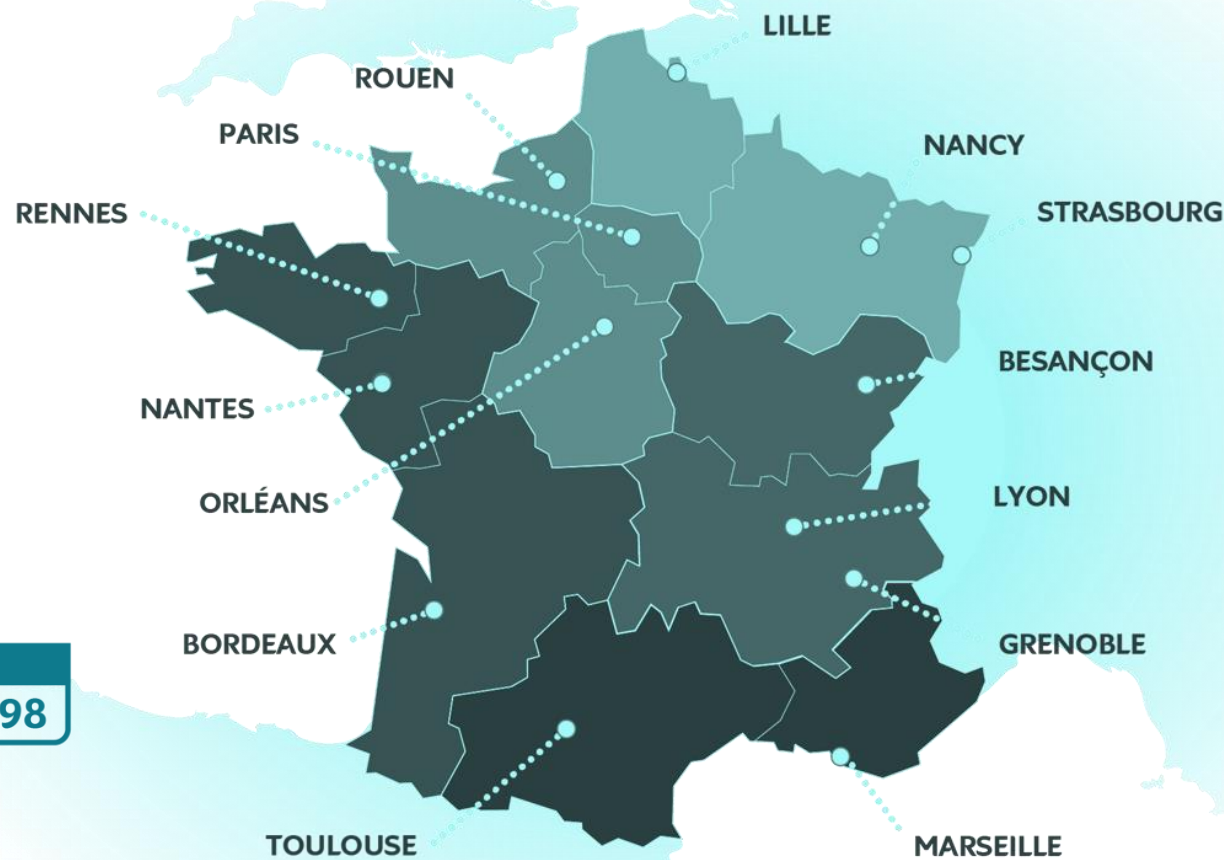 LILLE
ROUEN
PARIS
NANCY
RENNES
STRASBOURG
BESANÇON
NANTES
ORLÉANS
LYON
BORDEAUX
GRENOBLE
98
TOULOUSE
MARSEILLE